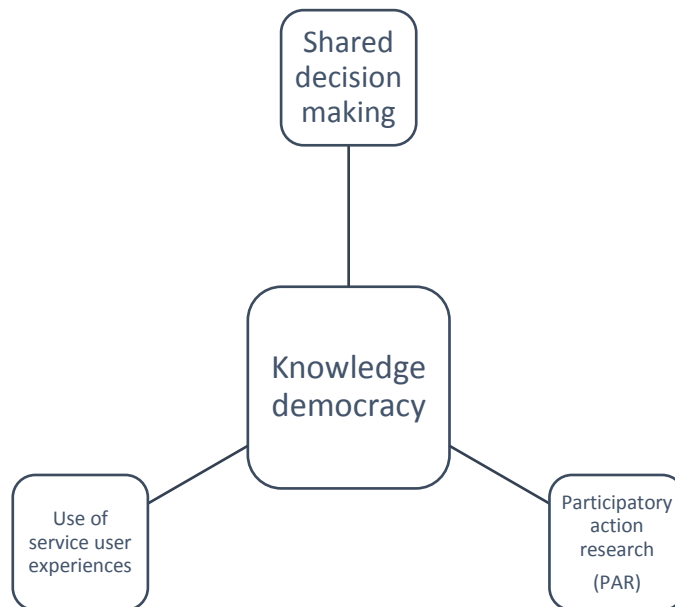 Shared
decision
making
Knowledge
democracy
Use of
service user
experiences
Participatory
action
research
(PAR)